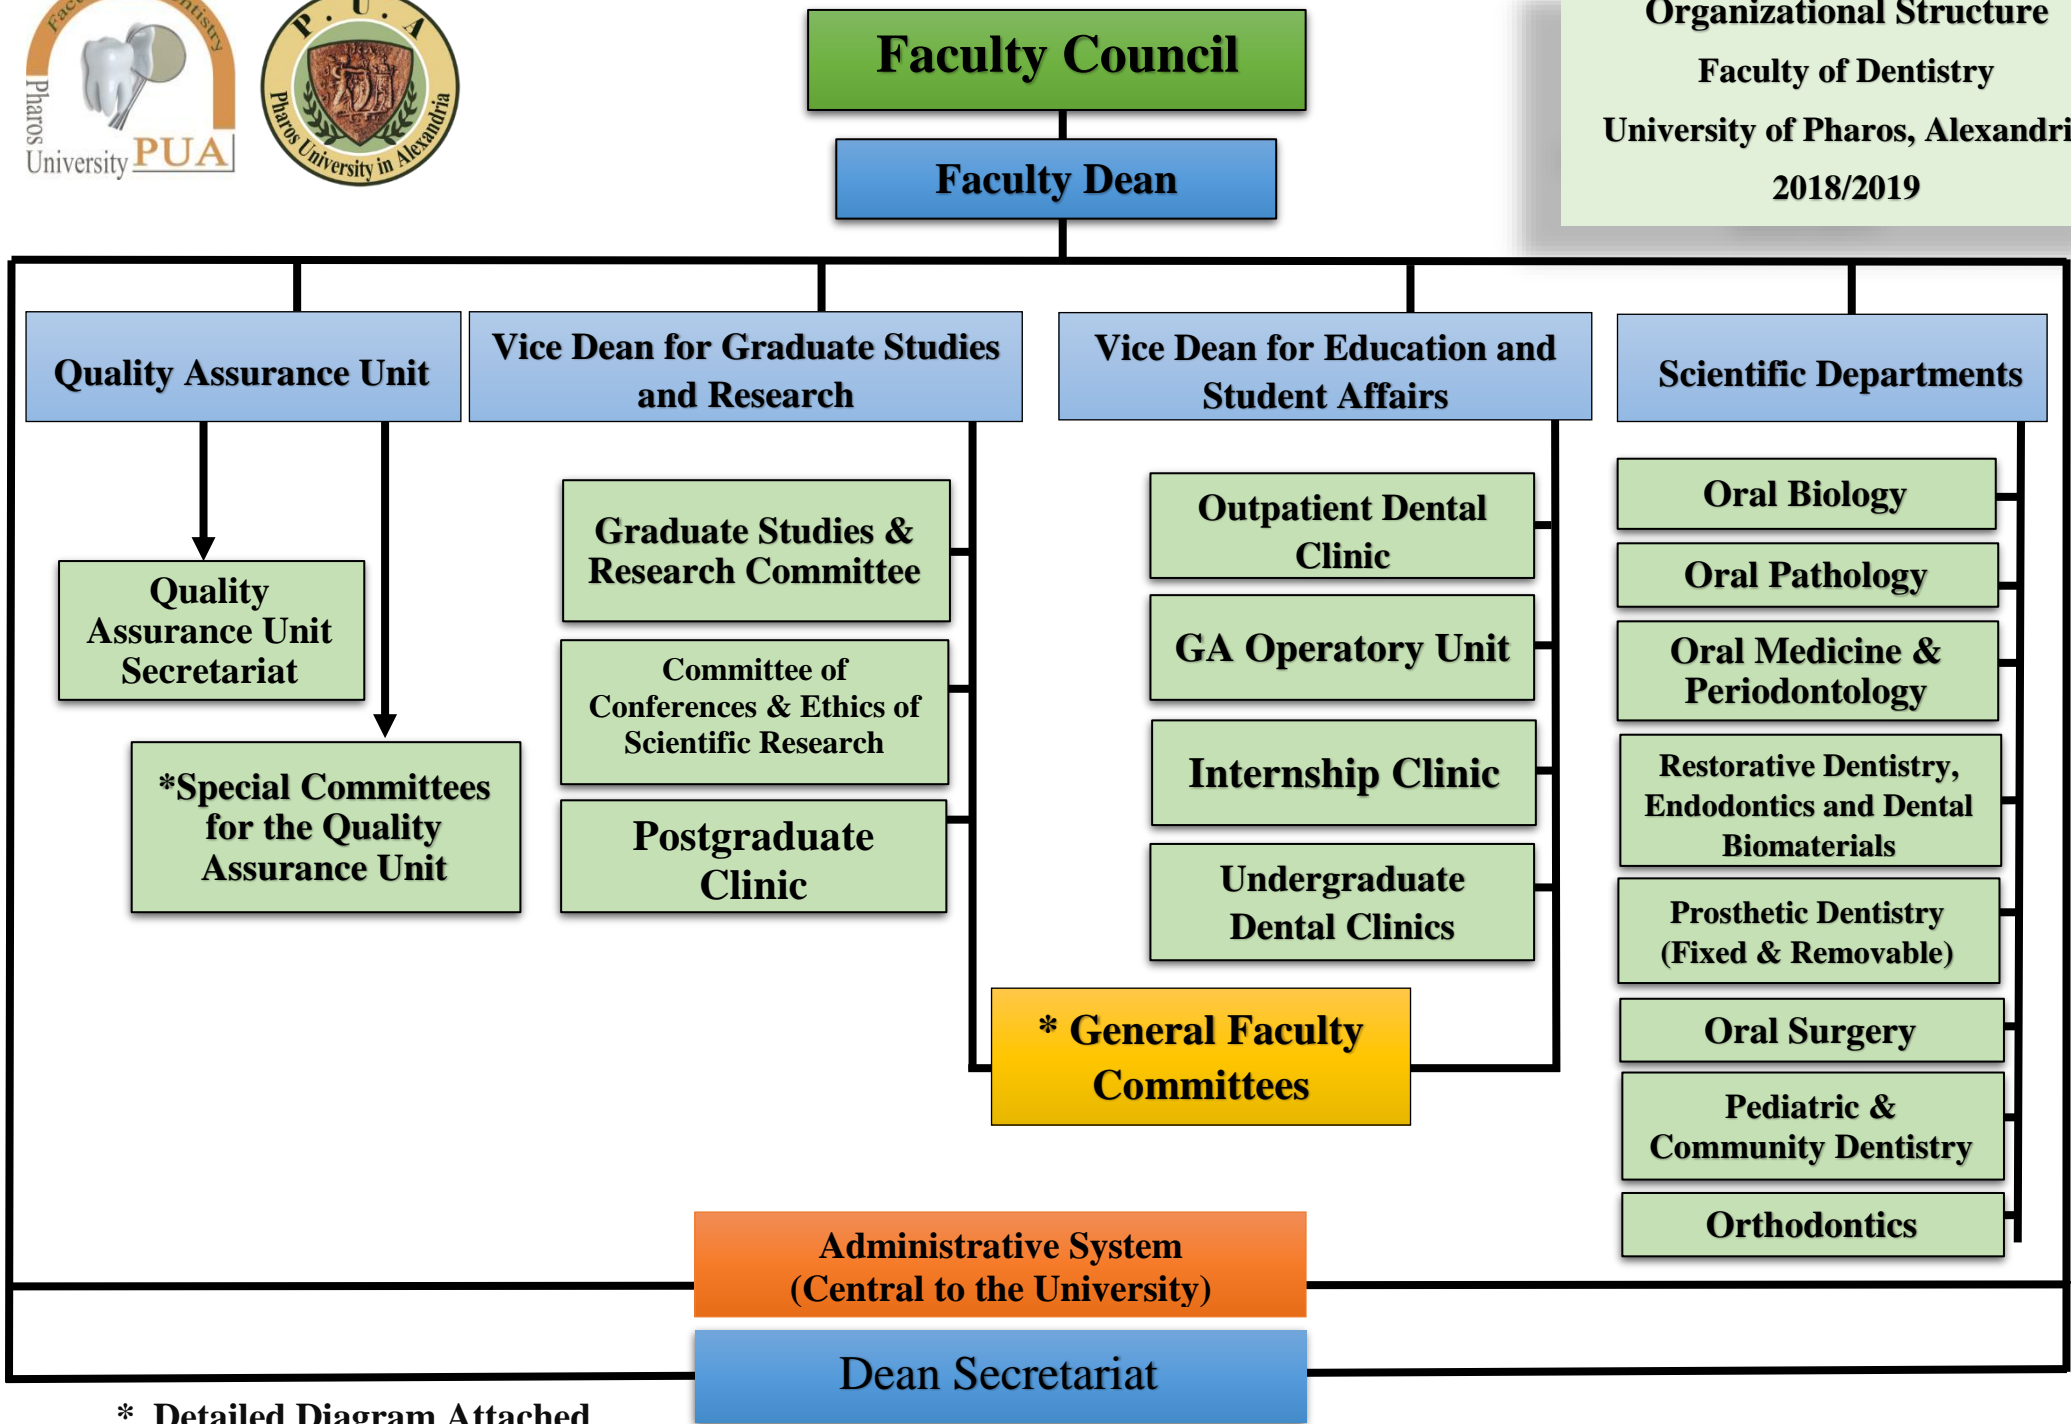 Faculty of Dentistry
Pharos
University PUA
P.U.A
Pharos University in Alexandria
Faculty Council
Faculty Dean
Organizational Structure
Faculty of Dentistry
University of Pharos, Alexandri
2018/2019
Quality Assurance Unit
Quality
Assurance Unit
Secretariat
*Special Committees
for the Quality
Assurance Unit
Vice Dean for Graduate Studies
and Research
Graduate Studies &
Research Committee
Committee of
Conferences & Ethics of
Scientific Research
Postgraduate
Clinic
Vice Dean for Education and
Student Affairs
Outpatient Dental
Clinic
GA Operatory Unit
Internship Clinic
Undergraduate
Dental Clinics
* General Faculty
Committees
Scientific Departments
Oral Biology
Oral Pathology
Oral Medicine &
Periodontology
Restorative Dentistry,
Endodontics and Dental
Biomaterials
Prosthetic Dentistry
(Fixed & Removable)
Oral Surgery
Pediatric &
Community Dentistry
Orthodontics
Administrative System
(Central to the University)
Dean Secretariat
* Detailed Diagram Attached